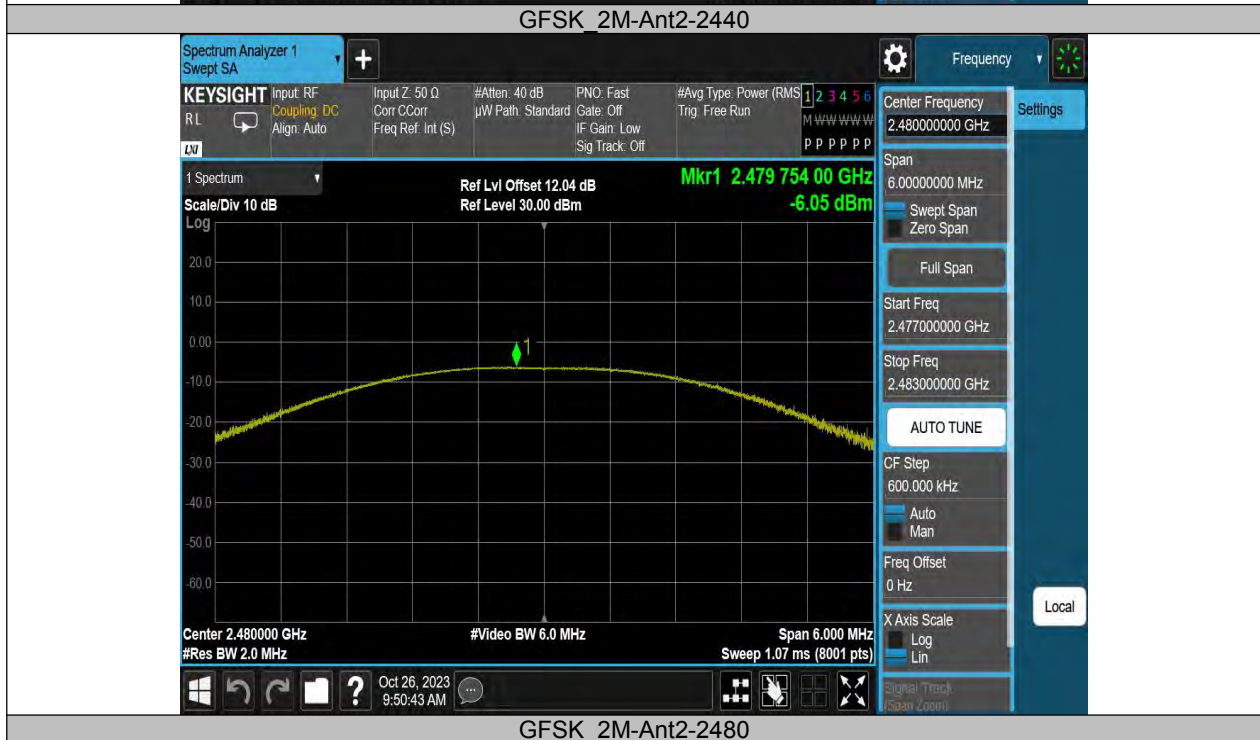 GFSK_2M-Ant2-2440
Spectrum Analyzer 1
Swept SA
Frequency
KEYSIGHT
RL
LXI
Input: RF
Coupling: DC
Align: Auto
Input Z: 50 Ω
Corr CCorr
Freq Ref: Int (S)
#Atten: 40 dB
µW Path: Standard
PNO: Fast
Gate: Off
IF Gain: Low
Sig Track: Off
#Avg Type: Power (RMS
Trig: Free Run
1 2 3 4 5 6
M W W W W W
P P P P P P
1 Spectrum
Scale/Div 10 dB
Ref Lvl Offset 12.04 dB
Ref Level 30.00 dBm
Mkr1 2.479 754 00 GHz
-6.05 dBm
Log
20.0
10.0
0.00
-10.0
-20.0
-30.0
-40.0
-50.0
-60.0
1
Center 2.480000 GHz
#Res BW 2.0 MHz
#Video BW 6.0 MHz
Span 6.000 MHz
Sweep 1.07 ms (8001 pts)
Center Frequency
2.480000000 GHz
Settings
Span
6.00000000 MHz
Swept Span
Zero Span
Full Span
Start Freq
2.477000000 GHz
Stop Freq
2.483000000 GHz
AUTO TUNE
CF Step
600.000 kHz
Auto
Man
Freq Offset
0 Hz
X Axis Scale
Log
Lin
Local
Signal Track
(Span Zoom)
?
Oct 26, 2023
9:50:43 AM
GFSK_2M-Ant2-2480